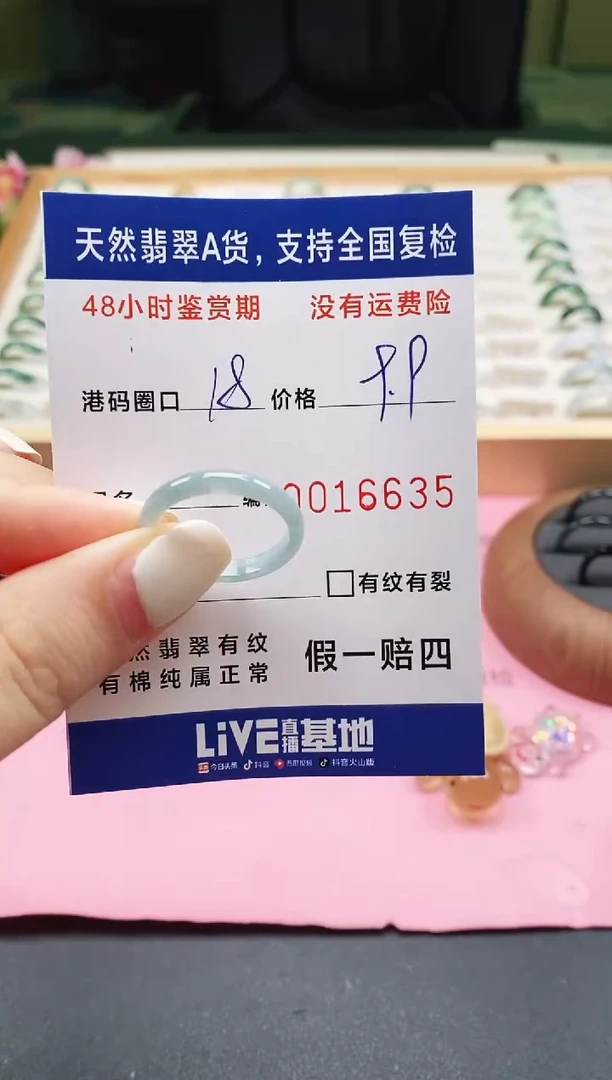 天然翡翠A货，支持全国复检
48小时鉴赏期 没有运费险
港码圈口 18 价格 9.9
0016635
有纹有裂
然翡翠有纹
有棉纯属正常
假一赔四
LiVE直播基地
今日头条 抖音 西瓜视频 抖音火山版